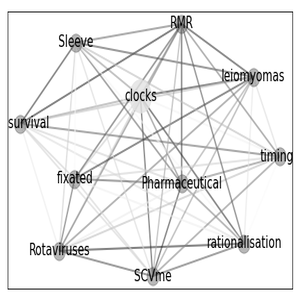 RMR
Sleeve
leiomyomas
clocks
survival
timing
fixated
Pharmaceutical
Rotaviruses
rationalisation
SCVme